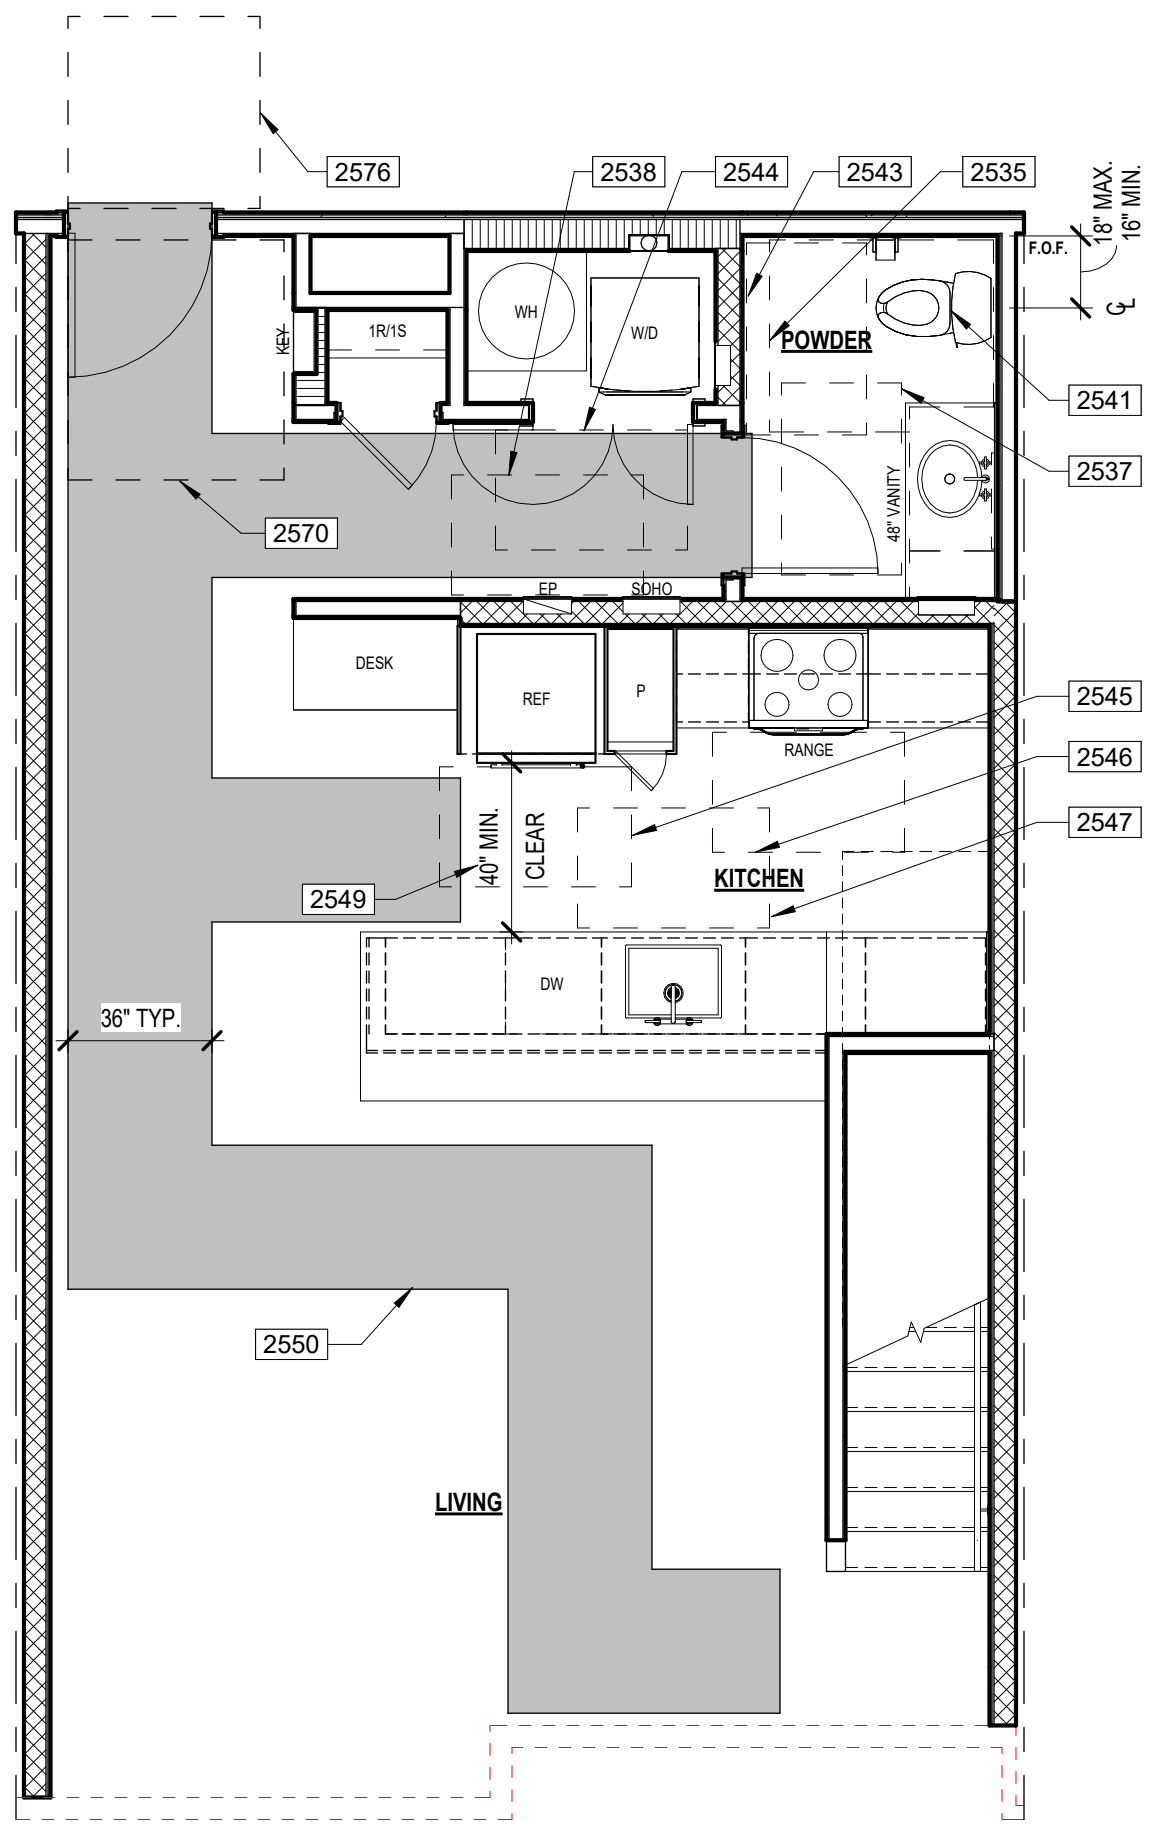 2576
2538
2544
2543
2535
18" MAX.
16" MIN.
F.O.F.
CL
WH
W/D
1R/1S
KEY
POWDER
2541
2537
48" VANITY
2570
EP
SOHO
DESK
REF
P
RANGE
2545
2546
2547
40" MIN.
CLEAR
KITCHEN
2549
DW
36" TYP.
2550
LIVING